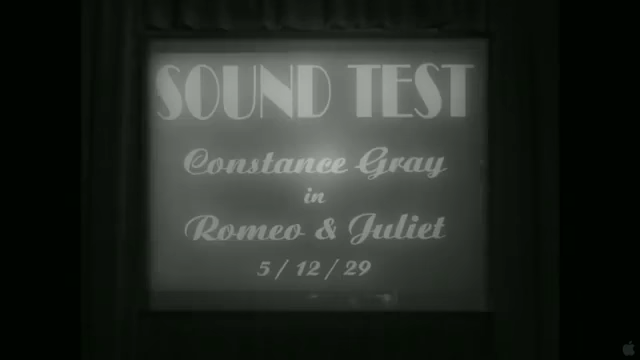 SOUND TEST
Constance Gray
in
Romeo & Juliet
5/12/29